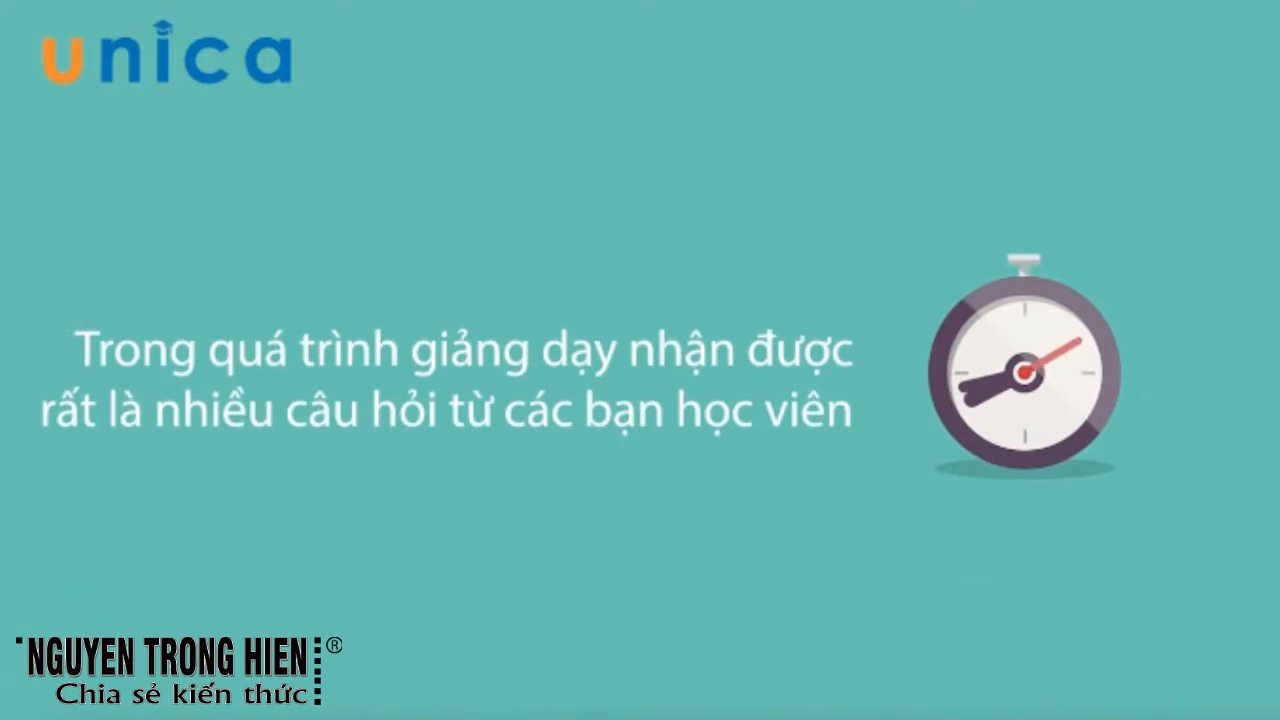 unica
Trong quá trình giảng dạy nhận được
rất là nhiều câu hỏi từ các bạn học viên
NGUYEN TRONG HIEN®
Chia sẻ kiến thức